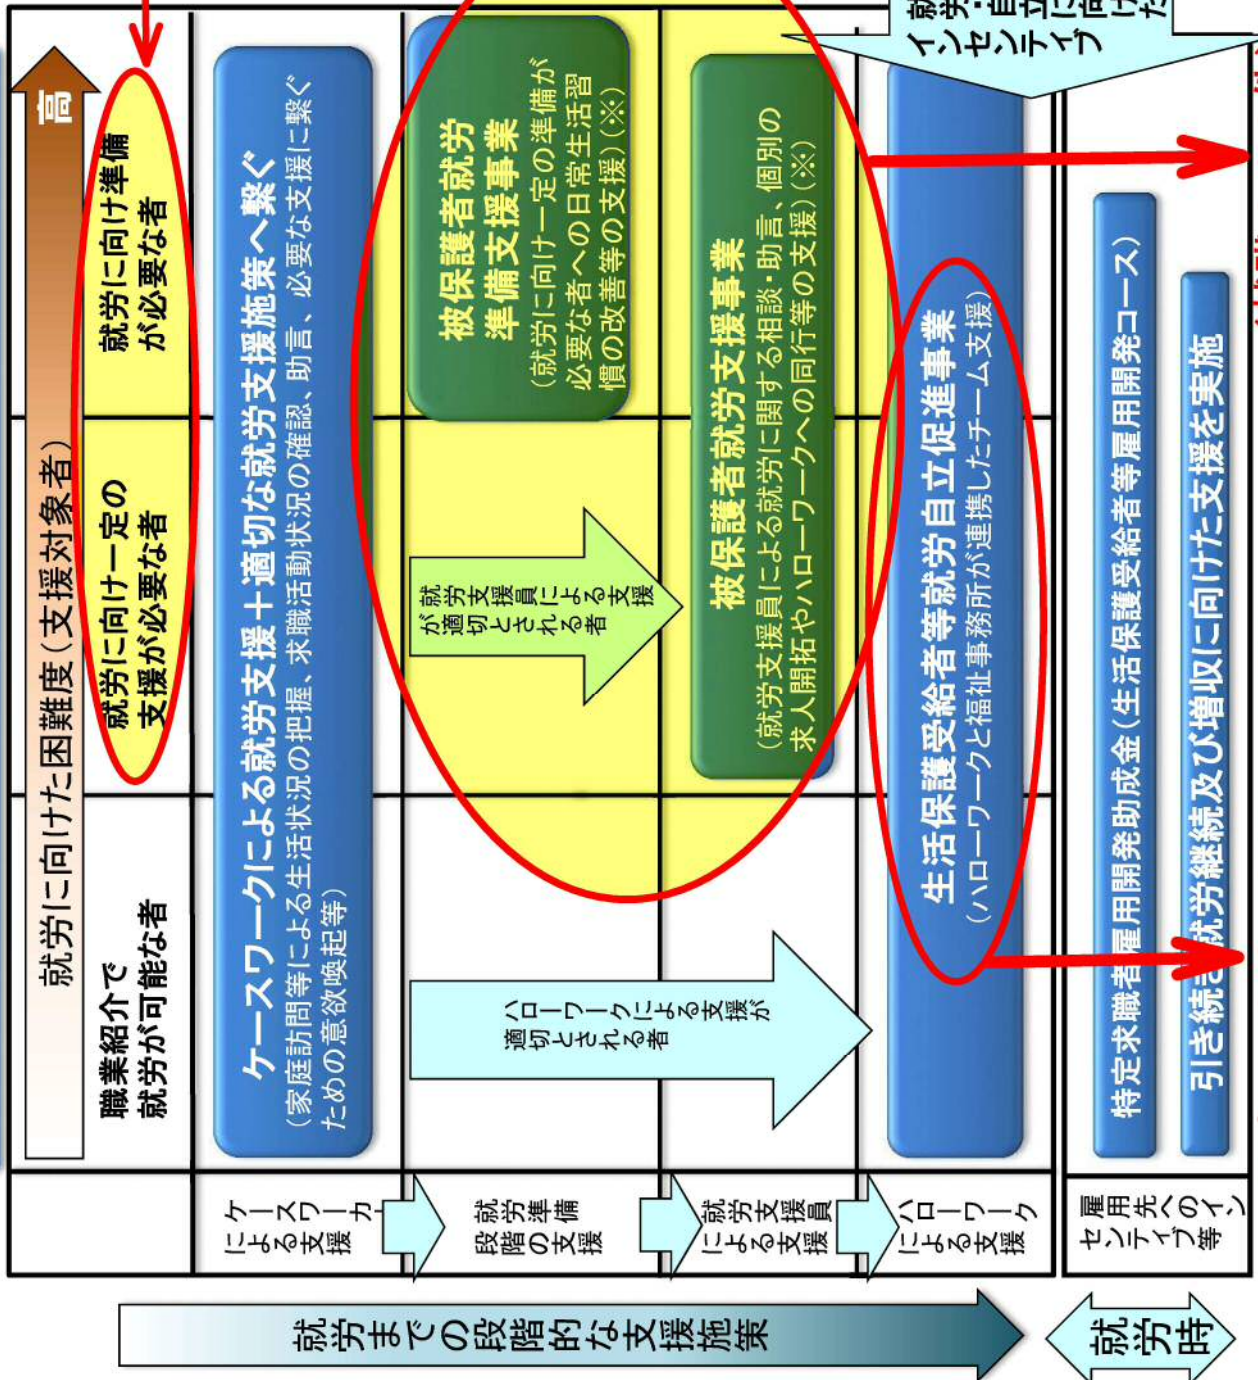 就労に向けた困難度(支援対象者)
高
職業紹介で
就労が可能な者
就労に向け一定の
支援が必要な者
就労に向け準備
が必要な者
ケースワーカー
による支援
ケースワークによる就労支援+適切な就労支援施策へ繋ぐ
(家庭訪問等による生活状況の把握、求職活動状況の確認、助言、必要な支援に繋ぐ
ための意欲喚起等)
就労準備
段階の支援
ハローワークによる支援が
適切とされる者
就労支援員による支援
が適切とされる者
被保護者就労
準備支援事業
(就労に向け一定の準備が
必要な者への日常生活習
慣の改善等の支援)(※)
就労支援員
による支援
被保護者就労支援事業
(就労支援員による就労に関する相談・助言、個別の
求人開拓やハローワークへの同行等の支援)(※)
ハローワーク
による支援
生活保護受給者等就労自立促進事業
(ハローワークと福祉事務所が連携したチーム支援)
就労・自立に向けた
インセンティブ
雇用先へのイン
センティブ等
特定求職者雇用開発助成金(生活保護受給者等雇用開発コース)
引き続き就労継続及び増収に向けた支援を実施
就労までの段階的な支援施策
就労時